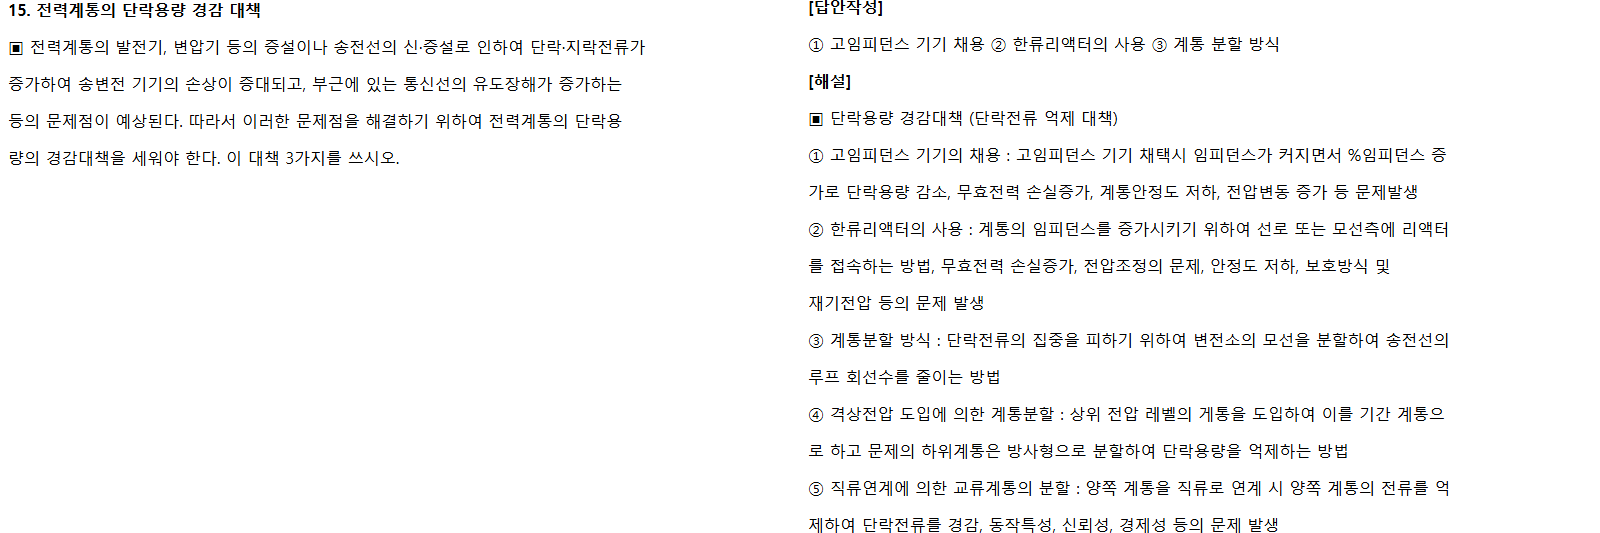 15. 전력계통의 단락용량 경감 대책
▣ 전력계통의 발전기, 변압기 등의 증설이나 송전선의 신·증설로 인하여 단락·지락전류가
증가하여 송변전 기기의 손상이 증대되고, 부근에 있는 통신선의 유도장해가 증가하는
등의 문제점이 예상된다. 따라서 이러한 문제점을 해결하기 위하여 전력계통의 단락용
량의 경감대책을 세워야 한다. 이 대책 3가지를 쓰시오.
[답안작성]
① 고임피던스 기기 채용 ② 한류리액터의 사용 ③ 계통 분할 방식
[해설]
▣ 단락용량 경감대책 (단락전류 억제 대책)
① 고임피던스 기기의 채용 : 고임피던스 기기 채택시 임피던스가 커지면서 %임피던스 증
가로 단락용량 감소, 무효전력 손실증가, 계통안정도 저하, 전압변동 증가 등 문제발생
② 한류리액터의 사용 : 계통의 임피던스를 증가시키기 위하여 선로 또는 모선측에 리액터
를 접속하는 방법, 무효전력 손실증가, 전압조정의 문제, 안정도 저하, 보호방식 및
재기전압 등의 문제 발생
③ 계통분할 방식 : 단락전류의 집중을 피하기 위하여 변전소의 모선을 분할하여 송전선의
루프 회선수를 줄이는 방법
④ 격상전압 도입에 의한 계통분할 : 상위 전압 레벨의 게통을 도입하여 이를 기간 계통으
로 하고 문제의 하위계통은 방사형으로 분할하여 단락용량을 억제하는 방법
⑤ 직류연계에 의한 교류계통의 분할 : 양쪽 계통을 직류로 연계 시 양쪽 계통의 전류를 억
제하여 단락전류를 경감, 동작특성, 신뢰성, 경제성 등의 문제 발생